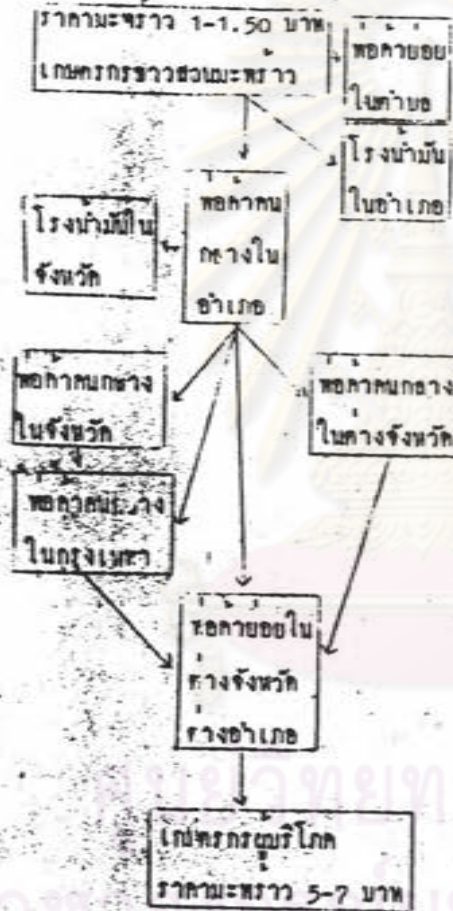 ราคามะพร้าว 1-1.50 บาท
เกษตรกรชาวสวนมะพร้าว
พ่อค้าย่อย
ในตำบล
โรงน้ำมัน
ในอำเภอ
พ่อค้าคน
กลางใน
อำเภอ
โรงน้ำมันใน
จังหวัด
พ่อค้าคนกลาง
ในจังหวัด
พ่อค้าคนกลาง
ในต่างจังหวัด
พ่อค้าคนกลาง
ในกรุงเทพฯ
พ่อค้าย่อยใน
ต่างจังหวัด
ต่างอำเภอ
เกษตรกรผู้บริโภค
ราคามะพร้าว 5-7 บาท